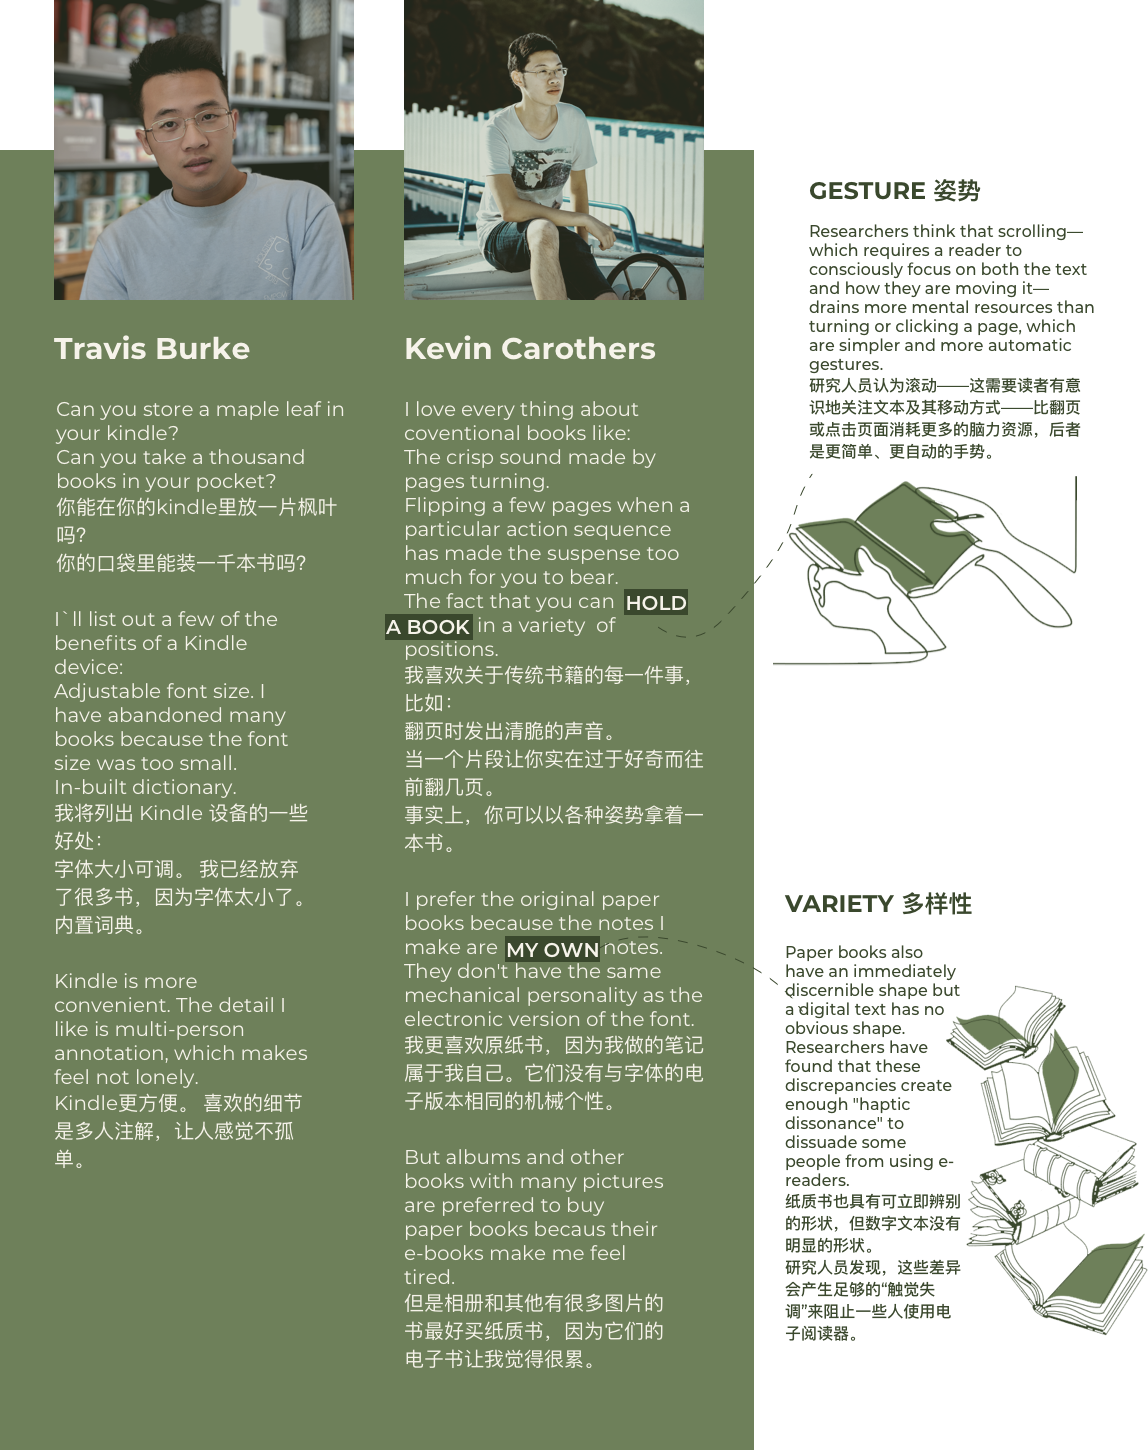 Travis Burke
Can you store a maple leaf in
your kindle?
Can you take a thousand
books in your pocket?
你能在你的kindle里放一片枫叶
吗？
你的口袋里能装一千本书吗？
I`ll list out a few of the
benefits of a Kindle
device:
Adjustable font size. I
have abandoned many
books because the font
size was too small.
In-built dictionary.
我将列出 Kindle 设备的一些
好处：
字体大小可调。 我已经放弃
了很多书，因为字体太小了。
内置词典。
Kindle is more
convenient. The detail I
like is multi-person
annotation, which makes
feel not lonely.
Kindle更方便。 喜欢的细节
是多人注解，让人感觉不孤
单。
Kevin Carothers
I love every thing about
coventional books like:
The crisp sound made by
pages turning.
Flipping a few pages when a
particular action sequence
has made the suspense too
much for you to bear.
The fact that you can HOLD
A BOOK in a variety of
positions.
我喜欢关于传统书籍的每一件事，
比如：
翻页时发出清脆的声音。
当一个片段让你实在过于好奇而往
前翻几页。
事实上，你可以以各种姿势拿着一
本书。
I prefer the original paper
books because the notes I
make are MY OWN notes.
They don't have the same
mechanical personality as the
electronic version of the font.
我更喜欢原纸书，因为我做的笔记
属于我自己。它们没有与字体的电
子版本相同的机械个性。
But albums and other
books with many pictures
are preferred to buy
paper books becaus their
e-books make me feel
tired.
但是相册和其他有很多图片的
书最好买纸质书，因为它们的
电子书让我觉得很累。
GESTURE 姿势
Researchers think that scrolling—
which requires a reader to
consciously focus on both the text
and how they are moving it—
drains more mental resources than
turning or clicking a page, which
are simpler and more automatic
gestures.
研究人员认为滚动——这需要读者有意
识地关注文本及其移动方式——比翻页
或点击页面消耗更多的脑力资源，后者
是更简单、更自动的手势。
VARIETY 多样性
Paper books also
have an immediately
discernible shape but
a digital text has no
obvious shape.
Researchers have
found that these
discrepancies create
enough "haptic
dissonance" to
dissuade some
people from using e-
readers.
纸质书也具有可立即辨别
的形状，但数字文本没有
明显的形状。
研究人员发现，这些差异
会产生足够的“触觉失
调”来阻止一些人使用电
子阅读器。